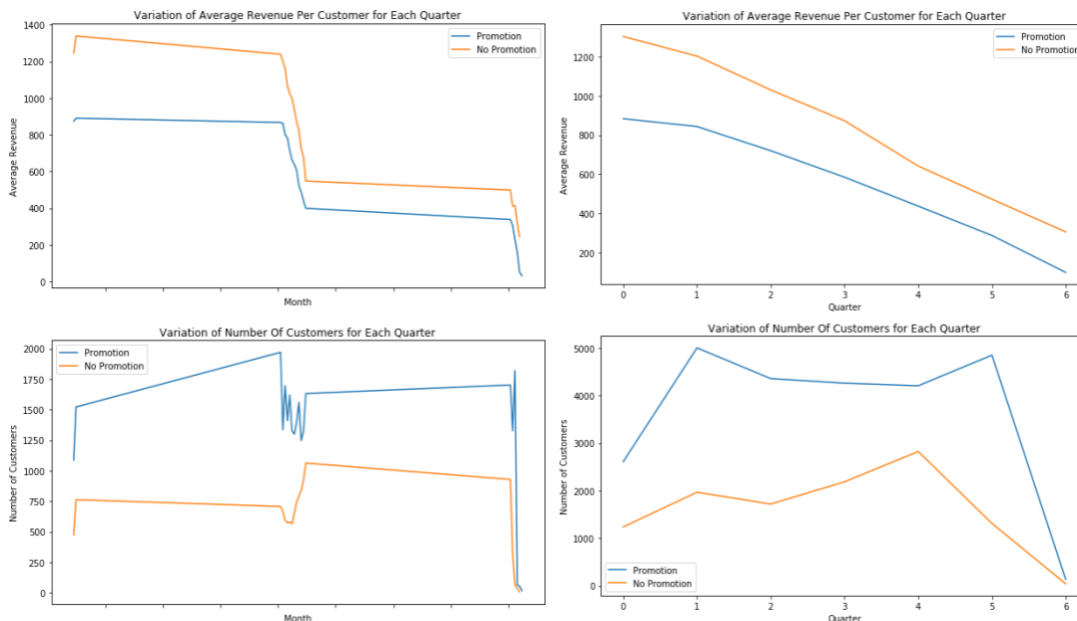 Variation of Average Revenue Per Customer for Each Quarter
1400
1200
1000
800
600
400
200
0
Average Revenue
Promotion
No Promotion
Month
Variation of Average Revenue Per Customer for Each Quarter
1200
1000
800
600
400
200
Average Revenue
Promotion
No Promotion
0 1 2 3 4 5 6
Quarter
Variation of Number Of Customers for Each Quarter
2000
1750
1500
1250
1000
750
500
250
0
Number of Customers
Promotion
No Promotion
Month
Variation of Number Of Customers for Each Quarter
5000
4000
3000
2000
1000
0
Number of Customers
Promotion
No Promotion
0 1 2 3 4 5 6
Quarter